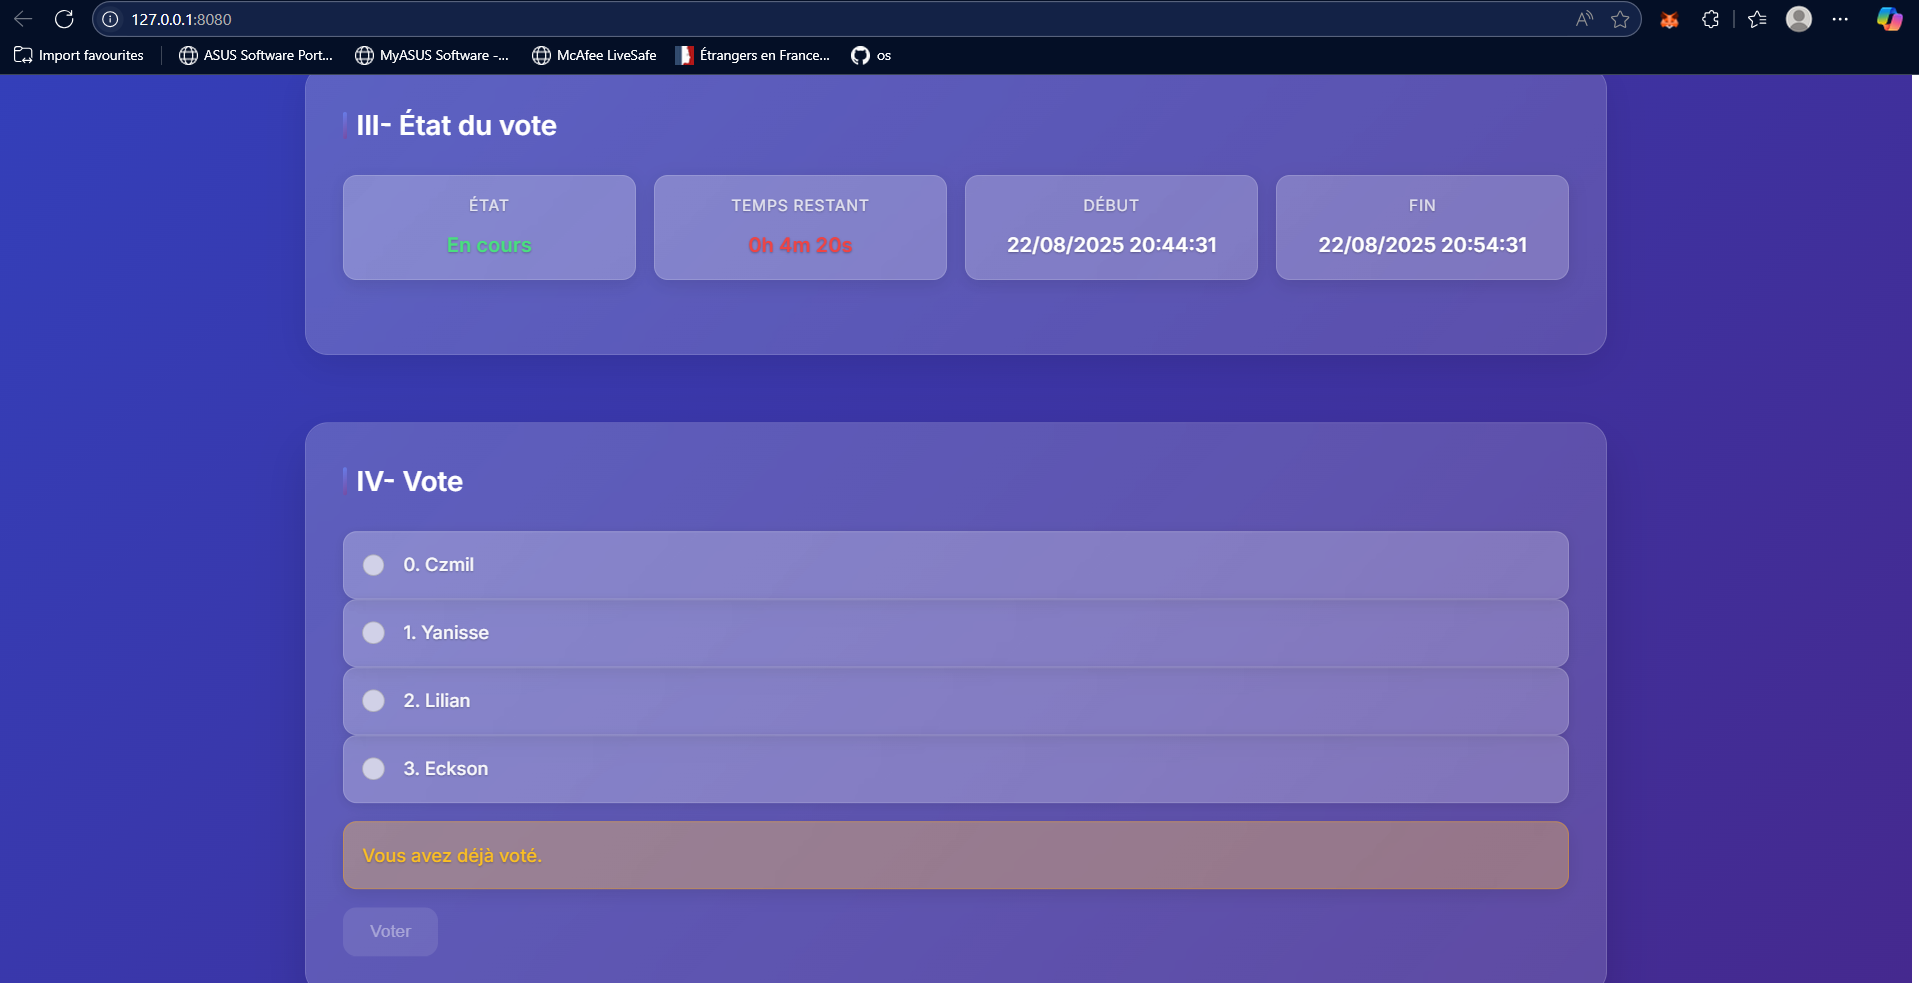 127.0.0.1:8080
Import favourites
ASUS Software Port...
MyASUS Software -...
McAfee LiveSafe
Étrangers en France...
os
III- État du vote
ÉTAT
En cours
TEMPS RESTANT
0h 4m 20s
DÉBUT
22/08/2025 20:44:31
FIN
22/08/2025 20:54:31
IV- Vote
0. Czmil
1. Yanisse
2. Lilian
3. Eckson
Vous avez déjà voté.
Voter